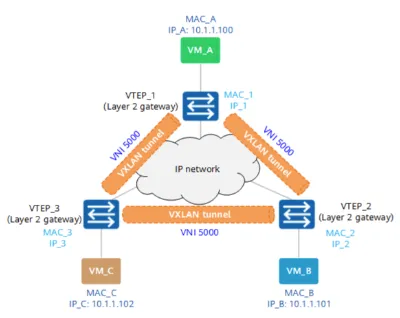 MAC_A
IP_A: 10.1.1.100
VM_A
VTEP_1
(Layer 2 gateway)
MAC_1
IP_1
VNI 5000
VXLAN tunnel
VNI 5000
VXLAN tunnel
IP network
VTEP_3
(Layer 2 gateway)
MAC_3
IP_3
VXLAN tunnel
VNI 5000
VTEP_2
(Layer 2 gateway)
MAC_2
IP_2
VM_C
MAC_C
IP_C: 10.1.1.102
VM_B
MAC_B
IP_B: 10.1.1.101